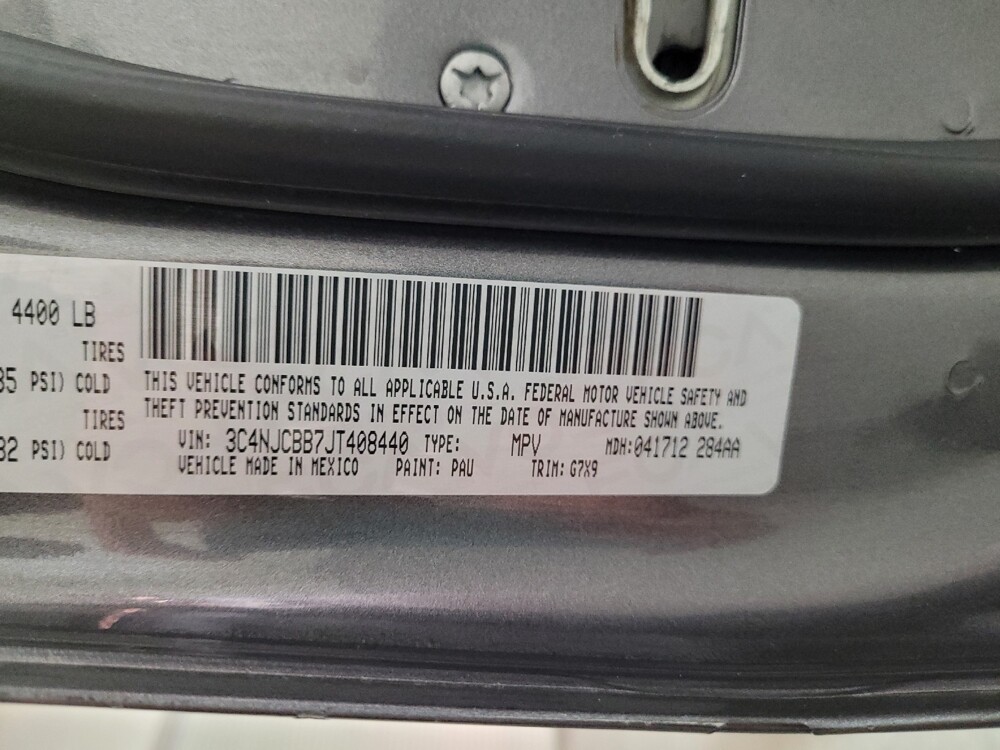 4400 LB
TIRES
35 PSI) COLD
TIRES
32 PSI) COLD
THIS VEHICLE CONFORMS TO ALL APPLICABLE U.S.A. FEDERAL MOTOR VEHICLE SAFETY AND
THEFT PREVENTION STANDARDS IN EFFECT ON THE DATE OF MANUFACTURE SHOWN ABOVE.
VIN: 3C4NJCBB7JT408440 TYPE: MPV MDH:041712 284AA
VEHICLE MADE IN MEXICO PAINT: PAU TRIM: G7X9